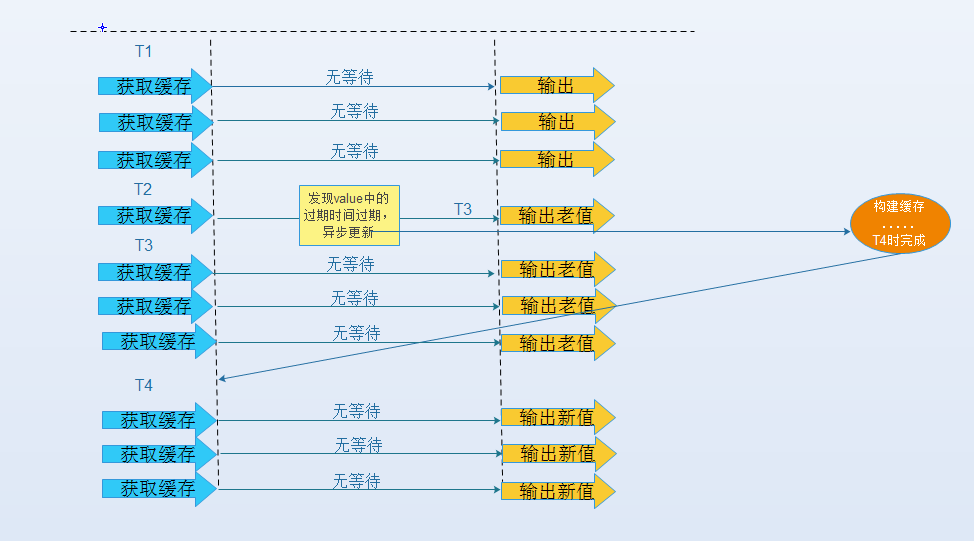 T1
获取缓存 无等待 输出
获取缓存 无等待 输出
获取缓存 无等待 输出
T2
获取缓存
发现value中的
过期时间过期，
异步更新
T3
输出老值
构建缓存
.....
T4时完成
T3
获取缓存 无等待 输出老值
获取缓存 无等待 输出老值
获取缓存 无等待 输出老值
T4
获取缓存 无等待 输出新值
获取缓存 无等待 输出新值
获取缓存 无等待 输出新值